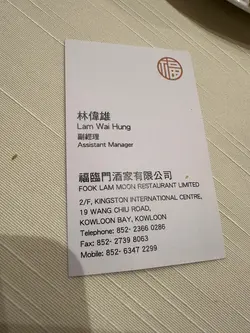 福
林偉雄
Lam Wai Hung
副經理
Assistant Manager
福臨門酒家有限公司
FOOK LAM MOON RESTAURANT LIMITED
2/F, KINGSTON INTERNATIONAL CENTRE,
19 WANG CHIU ROAD,
KOWLOON BAY, KOWLOON
Telephone: 852- 2366 0286
Fax: 852- 2739 8063
Mobile: 852- 6347 2299